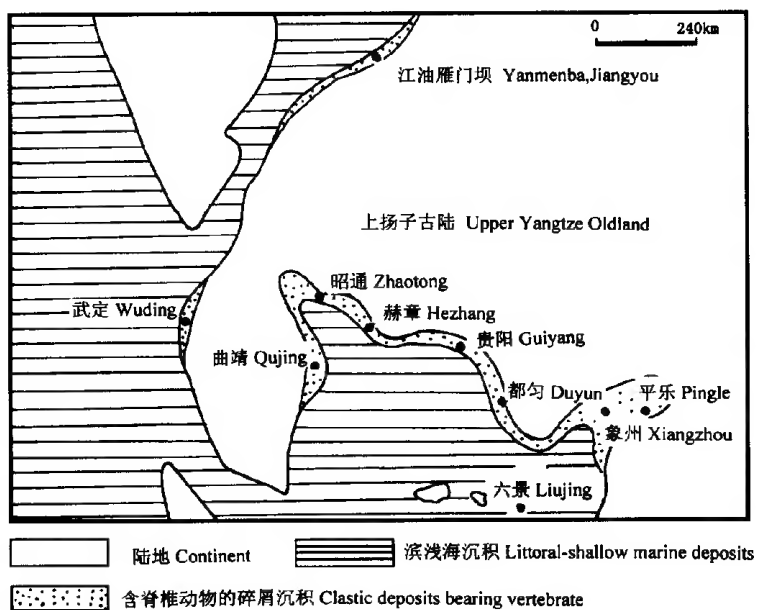 0 240km
江油雁门坝 Yanmenba,Jiangyou
上扬子古陆 Upper Yangtze Oldland
昭通 Zhaotong
武定 Wuding
赫章 Hezhang
贵阳 Guiyang
曲靖 Qujing
都匀 Duyun
平乐 Pingle
象州 Xiangzhou
六景 Liujing
陆地 Continent
滨浅海沉积 Littoral-shallow marine deposits
含脊椎动物的碎屑沉积 Clastic deposits bearing vertebrate